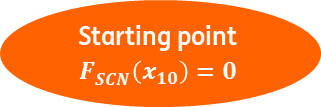 Starting point
F_SCN(x_10) = 0